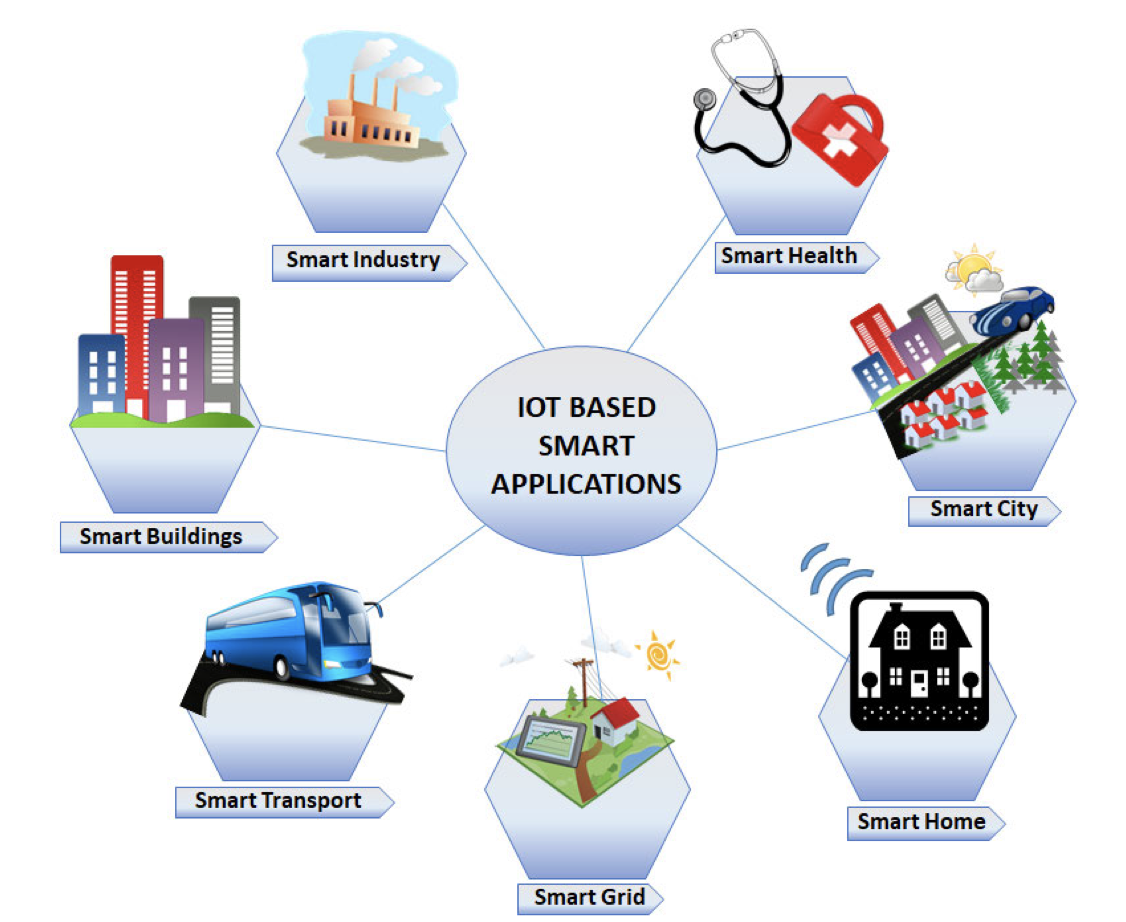 Smart Industry
Smart Health
IOT BASED
SMART
APPLICATIONS
Smart Buildings
Smart City
Smart Transport
Smart Home
Smart Grid